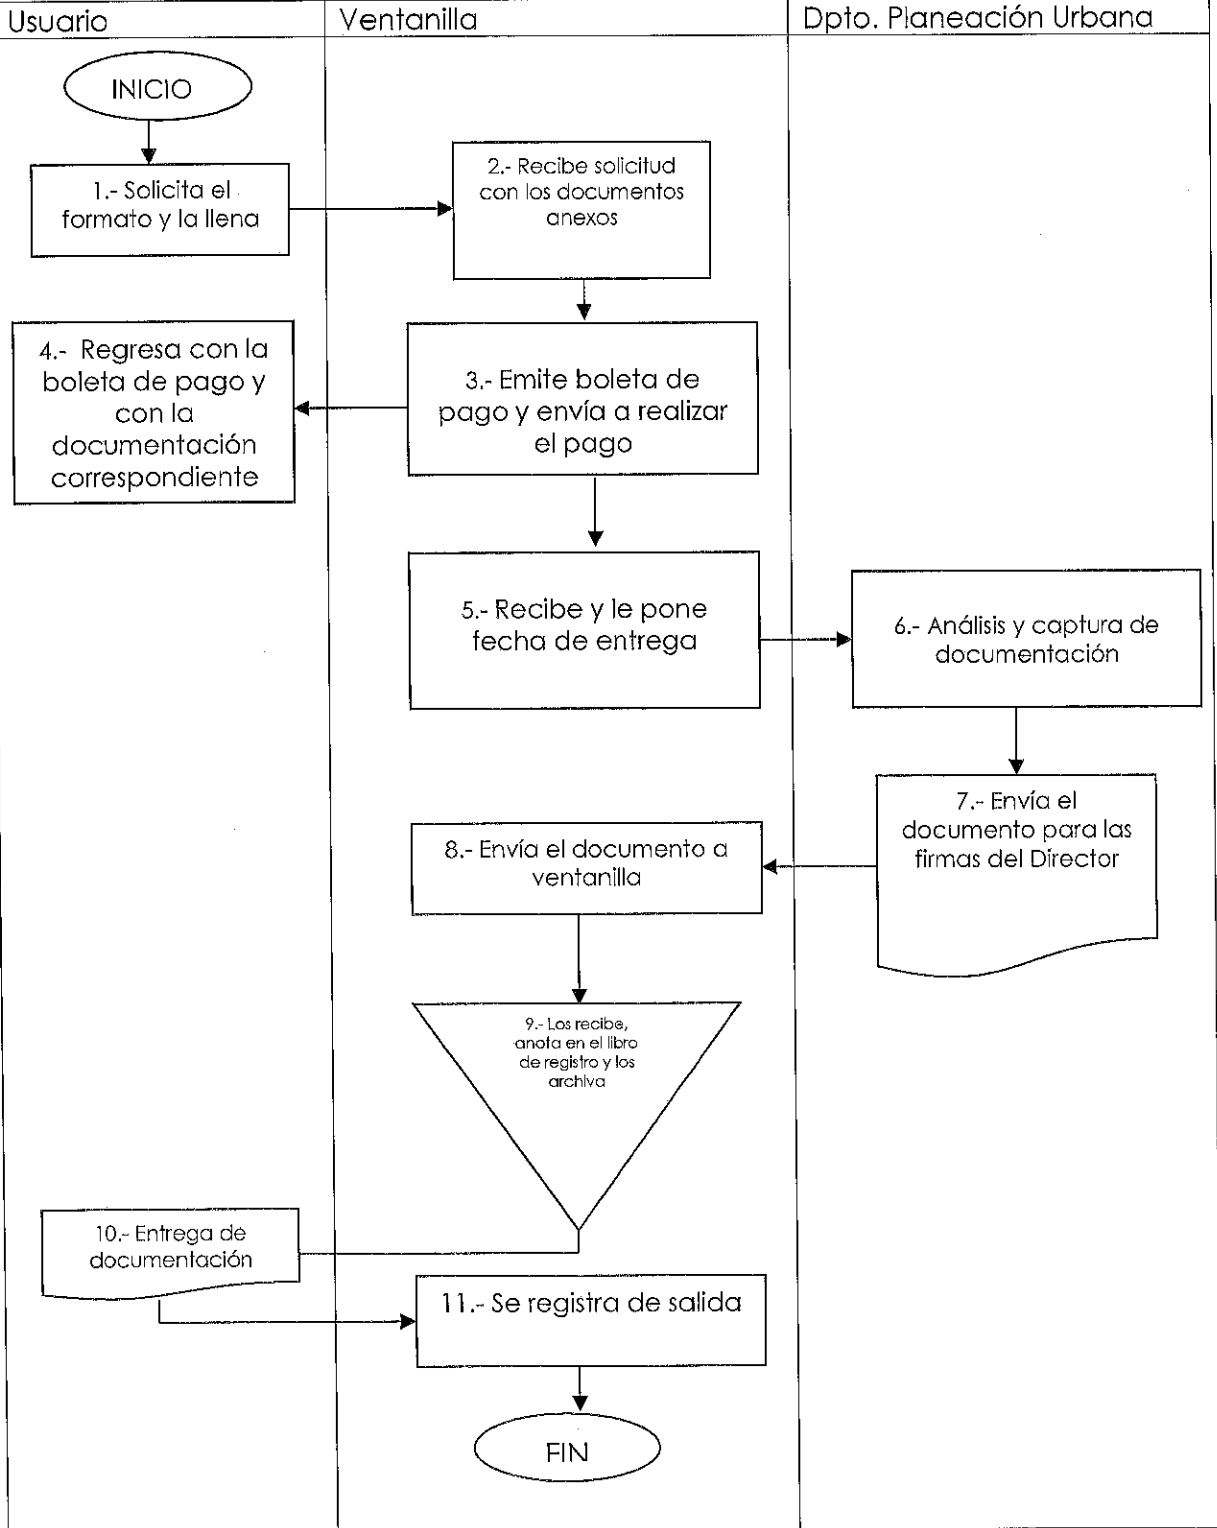 Usuario
Ventanilla
Dpto. Planeación Urbana
INICIO
1.- Solicita el
formato y la llena
2.- Recibe solicitud
con los documentos
anexos
3.- Emite boleta de
pago y envía a realizar
el pago
4.- Regresa con la
boleta de pago y
con la
documentación
correspondiente
5.- Recibe y le pone
fecha de entrega
6.- Análisis y captura de
documentación
7.- Envía el
documento para las
firmas del Director
8.- Envía el documento a
ventanilla
9.- Los recibe,
anota en el libro
de registro y los
archiva
10.- Entrega de
documentación
11.- Se registra de salida
FIN